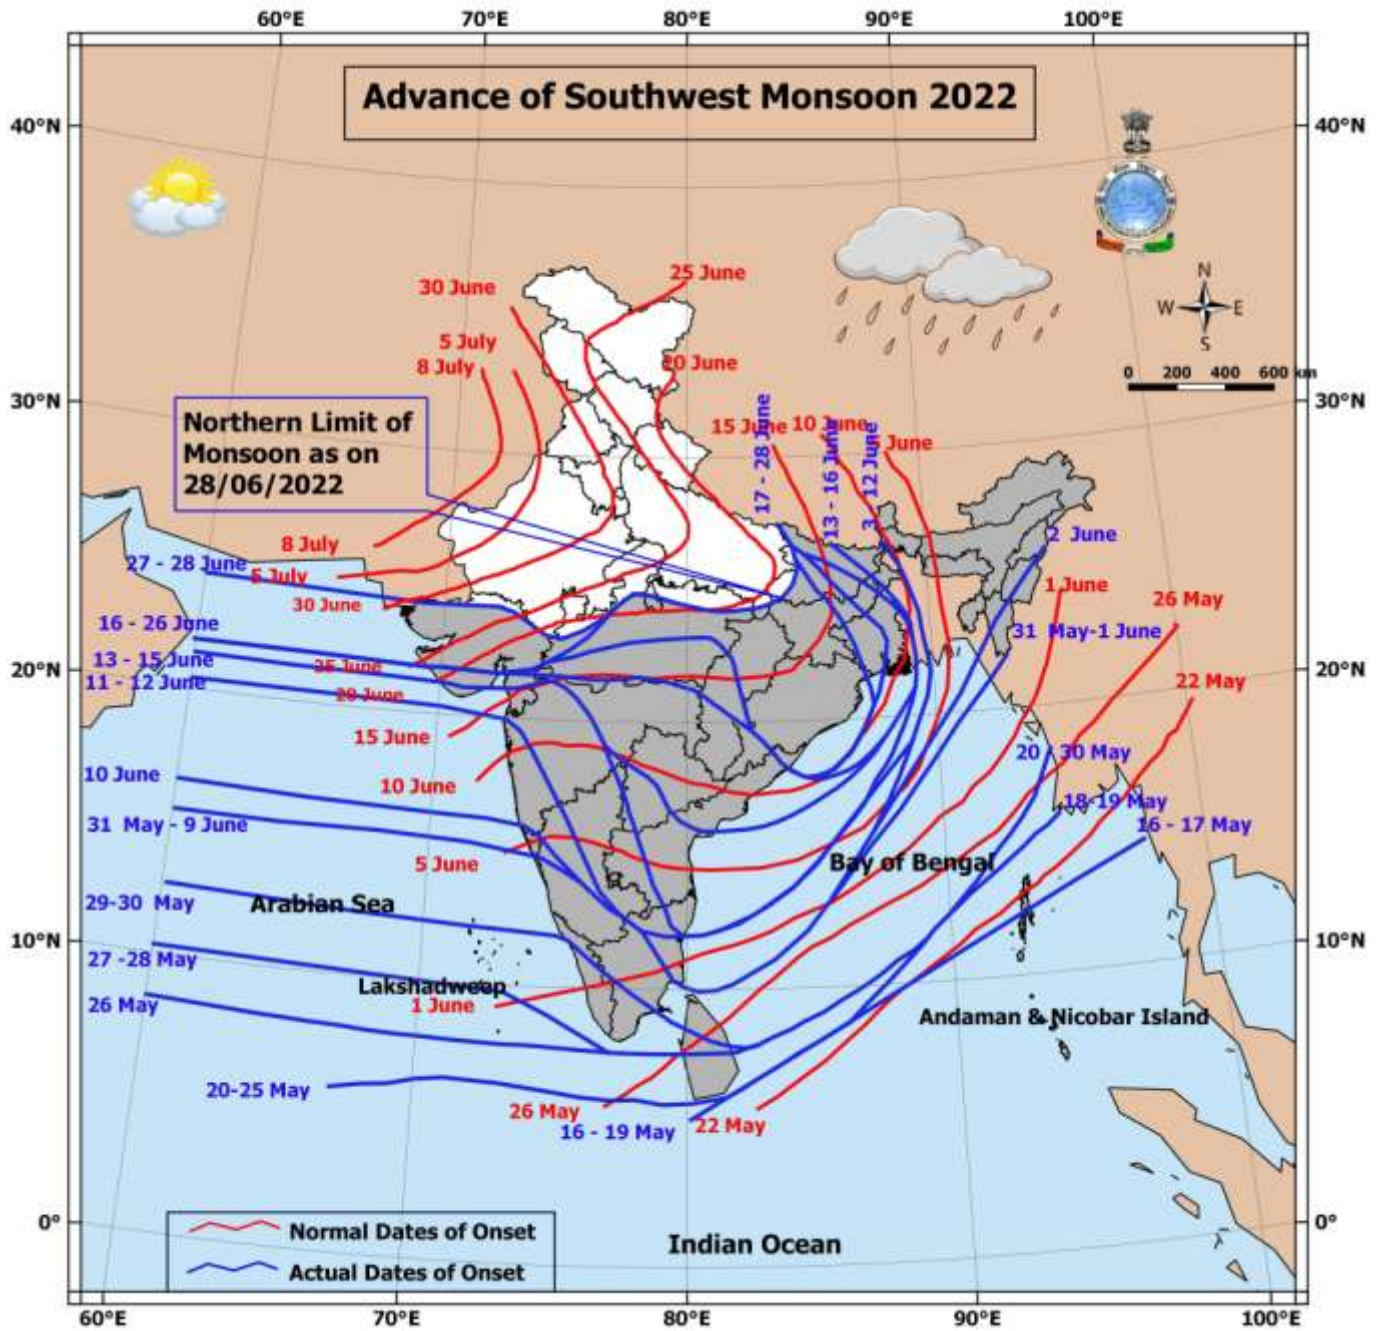 60°E 70°E 80°E 90°E 100°E
Advance of Southwest Monsoon 2022
40°N 40°N
N
W E
S
0 200 400 600 km
25 June
30 June
5 July
8 July
20 June
30°N 30°N
Northern Limit of
Monsoon as on
28/06/2022
15 June
17 - 28 June
10 June
13 - 16 June
June
3 12 June
8 July
27 - 28 June
5 July
30 June
2 June
1 June
26 May
16 - 26 June
31 May-1 June
13 - 15 June
25 June
20°N 20°N
11 - 12 June
20 June
22 May
15 June
20 - 30 May
10 June
10 June
18-19 May
31 May - 9 June
16 - 17 May
5 June
Bay of Bengal
29-30 May
Arabian Sea
10°N 10°N
27 -28 May
Lakshadweep
26 May
1 June
Andaman & Nicobar Island
20-25 May
26 May
16 - 19 May
22 May
0° 0°
Normal Dates of Onset
Indian Ocean
Actual Dates of Onset
60°E 70°E 80°E 90°E 100°E